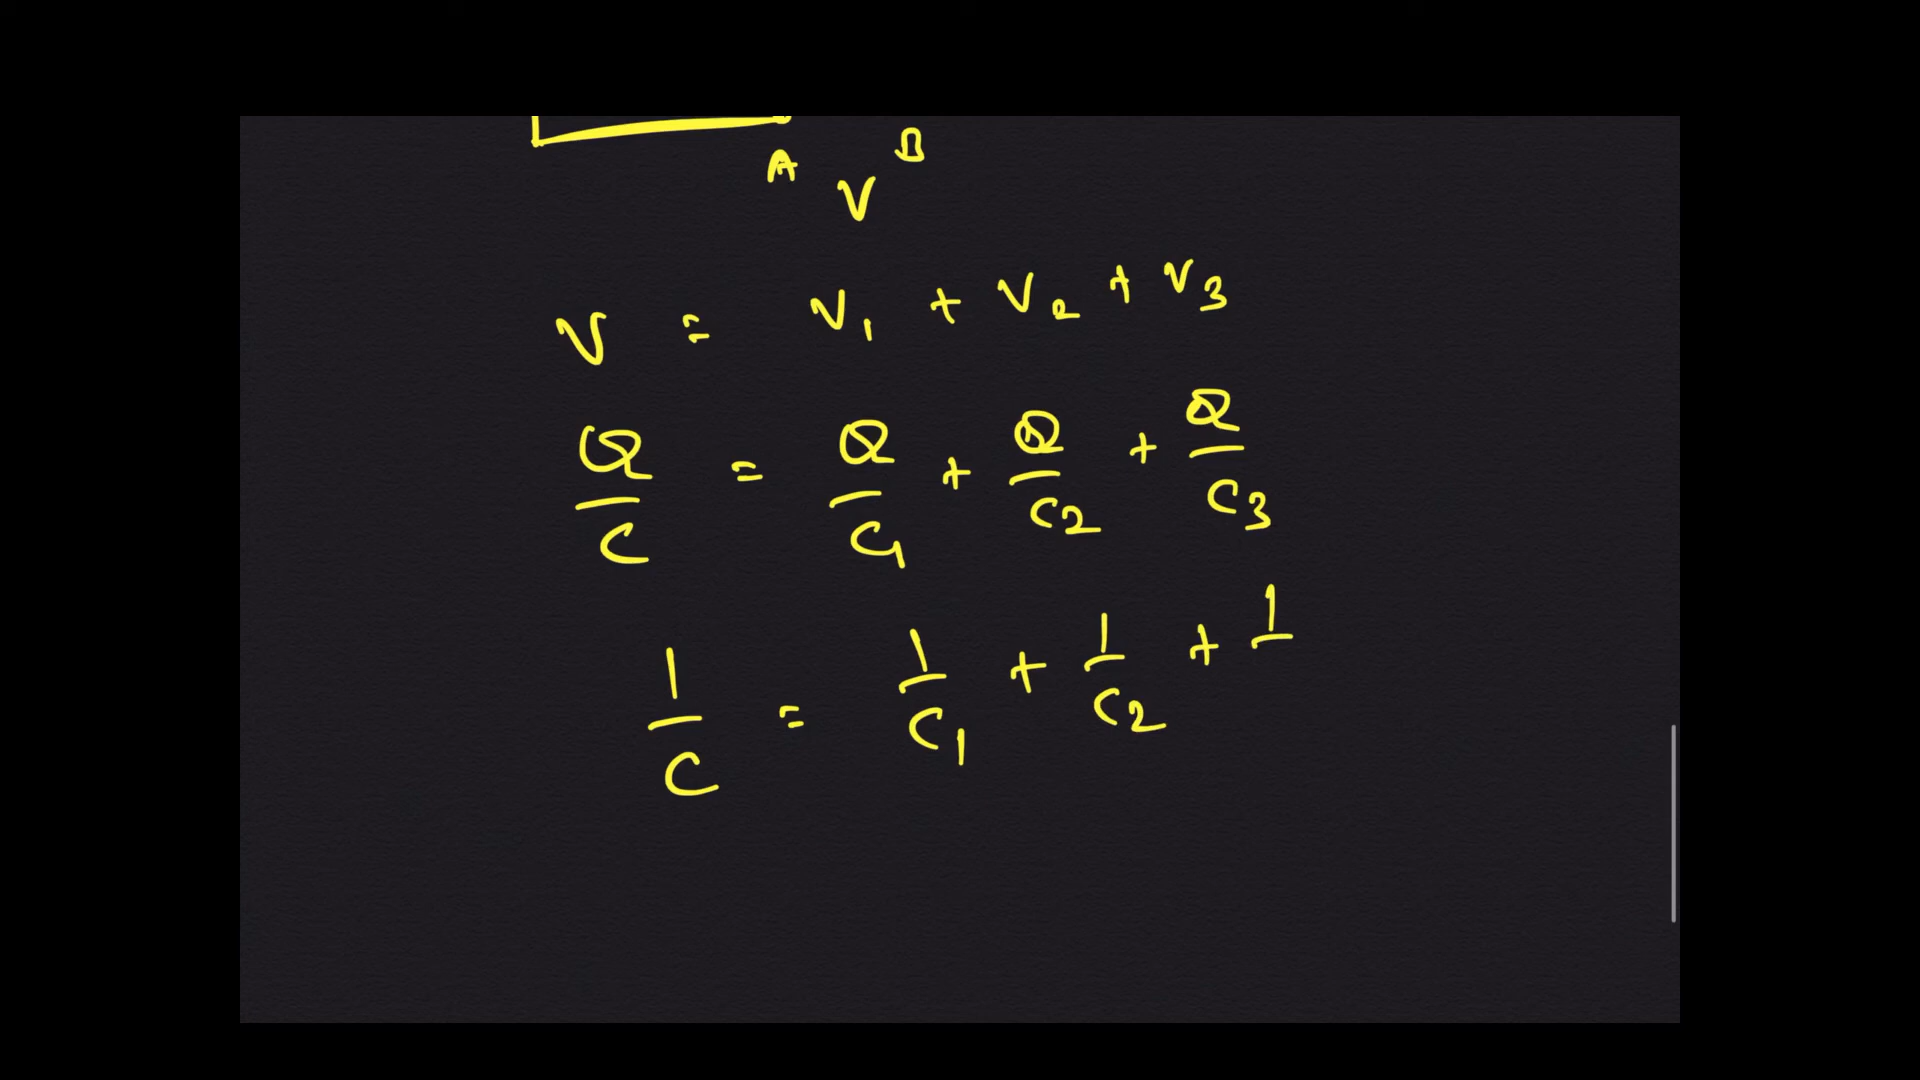 A B
V
V = V₁ + V₂ + V₃
Q/C = Q/C₁ + Q/C₂ + Q/C₃
1/C = 1/C₁ + 1/C₂ + 1/